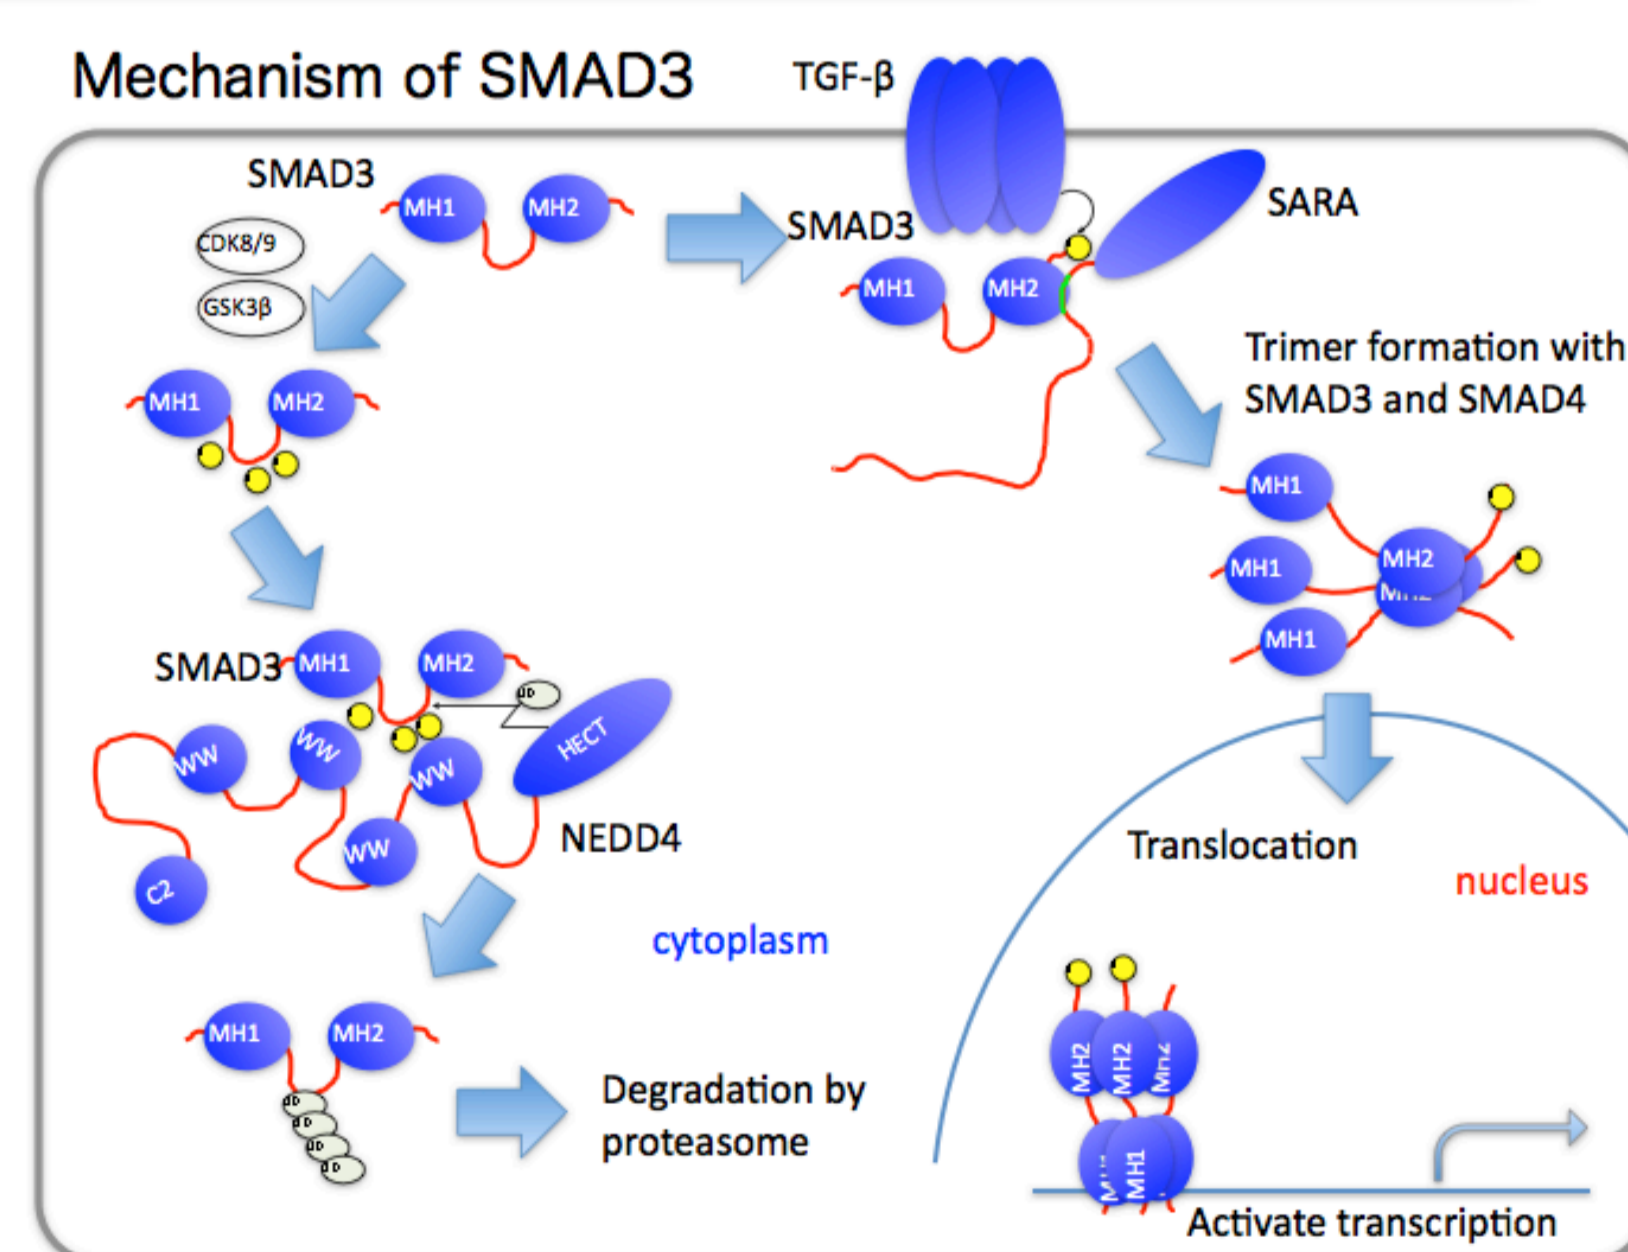 Mechanism of SMAD3
TGF-β
SMAD3
MH1
MH2
CDK8/9
GSK3β
SMAD3
SARA
MH1
MH2
Trimer formation with
SMAD3 and SMAD4
MH1
MH2
MH1
MH2
MH1
MH1
SMAD3
MH1
MH2
WW
WW
WW
WW
HECT
C2
NEDD4
cytoplasm
Translocation
nucleus
MH1
MH2
Degradation by
proteasome
MH2
MH2
MH1
Activate transcription